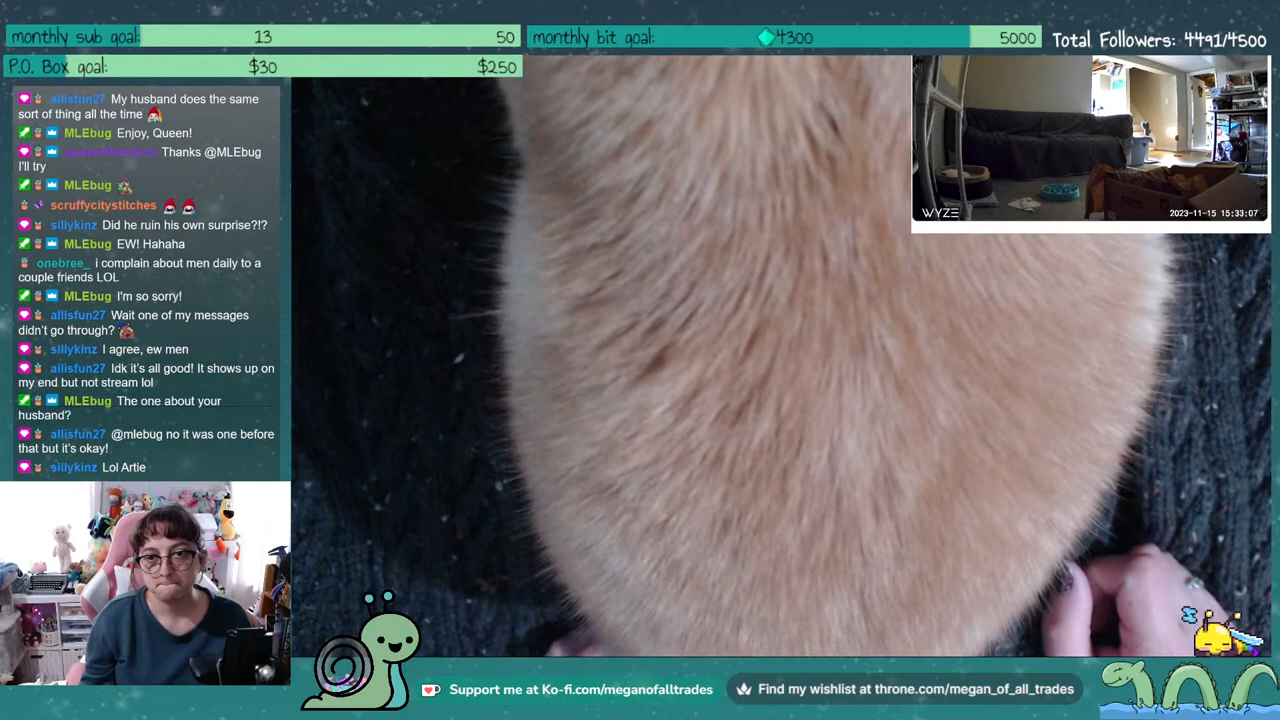 monthly sub goal: 13 50
monthly bit goal: 4300 5000
Total Followers: 4491/4500
P.O. Box goal: $30 $250
ailisfun27 My husband does the same
sort of thing all the time
MLEbug Enjoy, Queen!
Thanks @MLEbug
I'll try
MLEbug
scruffycitystitches
sillykinz Did he ruin his own surprise?!?
MLEbug EW! Hahaha
onebree_ i complain about men daily to a
couple friends LOL
MLEbug I'm so sorry!
allisfun27 Wait one of my messages
didn't go through?
sillykinz I agree, ew men
allisfun27 Idk it's all good! It shows up on
my end but not stream lol
MLEbug The one about your
husband?
allisfun27 @mlebug no it was one before
that but it's okay!
sillykinz Lol Artie
WYZE
2023-11-15 15:33:07
Support me at Ko-fi.com/meganofalltrades
Find my wishlist at throne.com/megan_of_all_trades